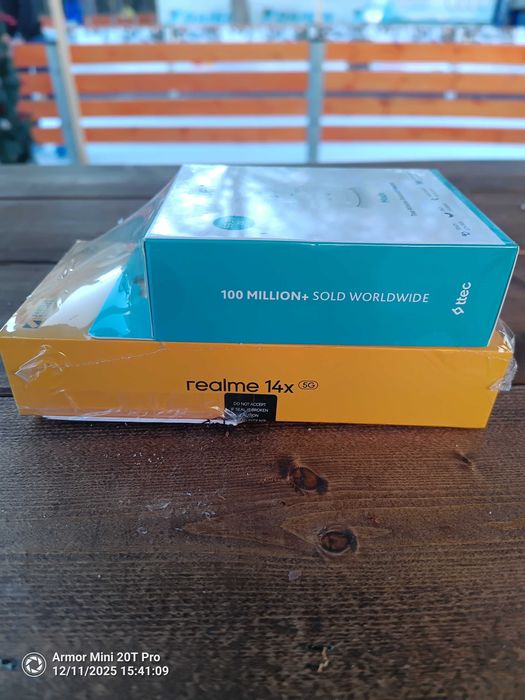 100 MILLION+ SOLD WORLDWIDE
ttec
realme 14x 5G
DO NOT ACCEPT
IF SEAL IS BROKEN
CAUTION
Armor Mini 20T Pro
12/11/2025 15:41:09